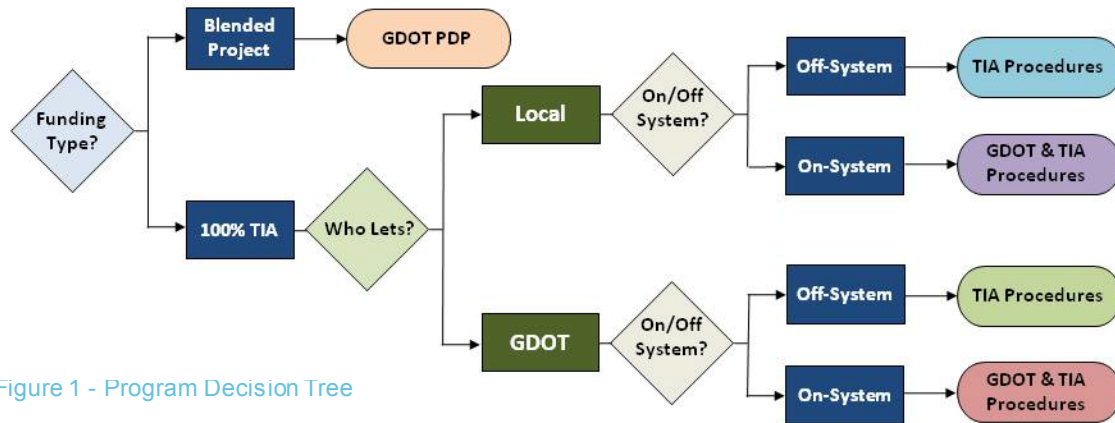 Blended
Project
GDOT PDP
Funding
Type?
100% TIA
Who Lets?
Local
On/Off
System?
Off-System
TIA Procedures
On-System
GDOT & TIA
Procedures
GDOT
On/Off
System?
Off-System
TIA Procedures
On-System
GDOT & TIA
Procedures
Figure 1 - Program Decision Tree